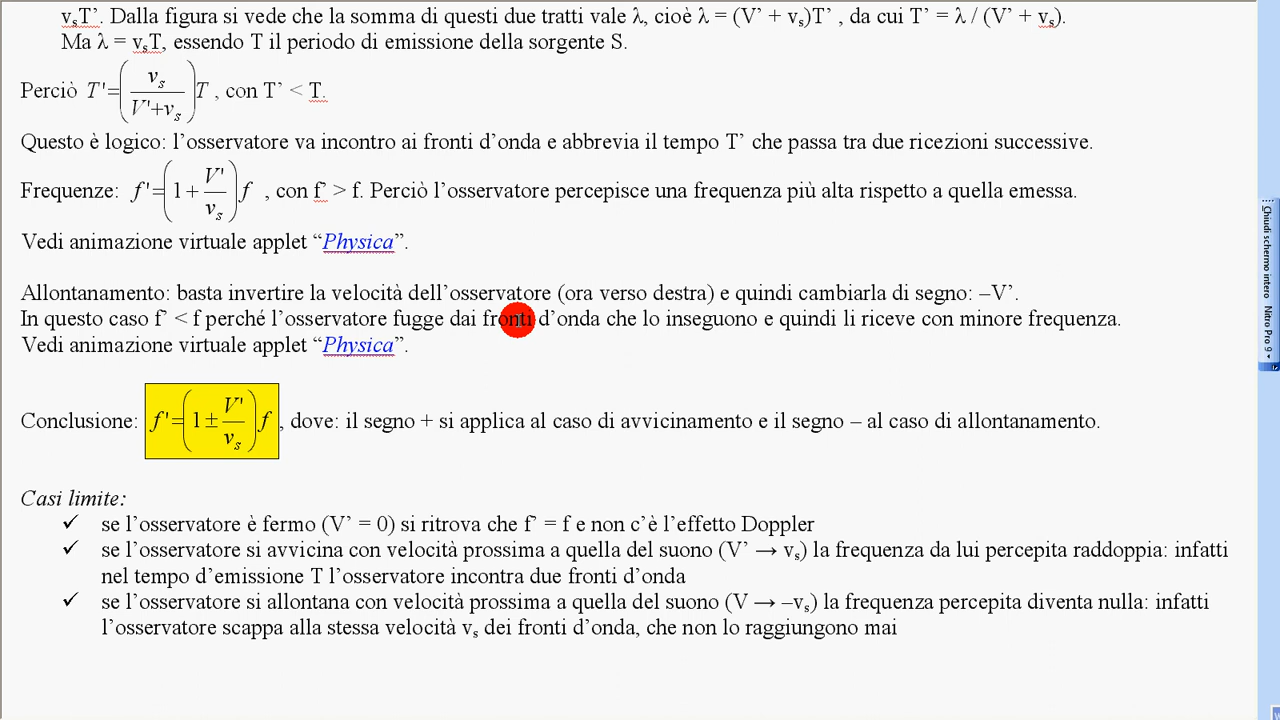 vₛT’. Dalla figura si vede che la somma di questi due tratti vale λ, cioè λ = (V’ + vₛ)T’ , da cui T’ = λ / (V’ + vₛ).
Ma λ = vₛT, essendo T il periodo di emissione della sorgente S.
Perciò T'=(vₛ / V'+vₛ)T , con T’ < T.
Questo è logico: l’osservatore va incontro ai fronti d’onda e abbrevia il tempo T’ che passa tra due ricezioni successive.
Frequenze: f'=(1+V'/vₛ)f , con f’ > f. Perciò l’osservatore percepisce una frequenza più alta rispetto a quella emessa.
Vedi animazione virtuale applet “Physica”.
Allontanamento: basta invertire la velocità dell’osservatore (ora verso destra) e quindi cambiarla di segno: –V’.
In questo caso f’ < f perché l’osservatore fugge dai fronti d’onda che lo inseguono e quindi li riceve con minore frequenza.
Vedi animazione virtuale applet “Physica”.
Conclusione: f'=(1±V'/vₛ)f , dove: il segno + si applica al caso di avvicinamento e il segno – al caso di allontanamento.
Casi limite:
✓ se l’osservatore è fermo (V’ = 0) si ritrova che f’ = f e non c’è l’effetto Doppler
✓ se l’osservatore si avvicina con velocità prossima a quella del suono (V’ → vₛ) la frequenza da lui percepita raddoppia: infatti
nel tempo d’emissione T l’osservatore incontra due fronti d’onda
✓ se l’osservatore si allontana con velocità prossima a quella del suono (V → –vₛ) la frequenza percepita diventa nulla: infatti
l’osservatore scappa alla stessa velocità vₛ dei fronti d’onda, che non lo raggiungono mai
Chiudi schermo intero Nitro Pro 9